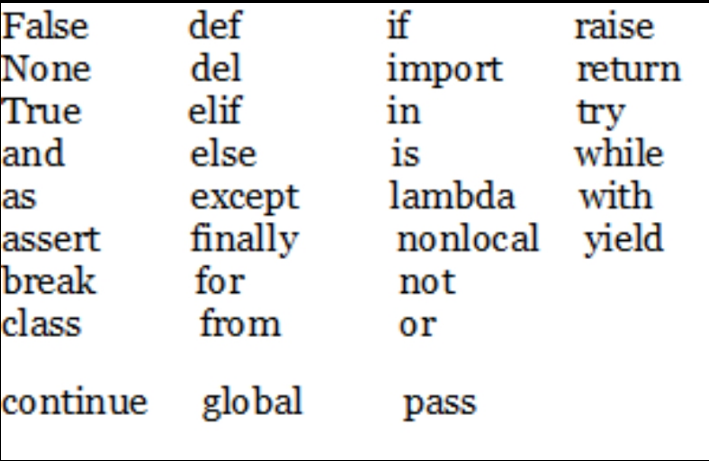 False def if raise
None del import return
True elif in try
and else is while
as except lambda with
assert finally nonlocal yield
break for not
class from or
continue global pass